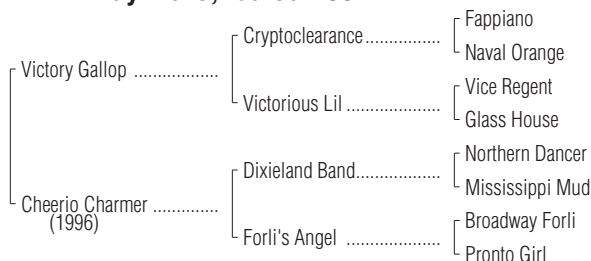 Fappiano
Cryptoclearance................
Naval Orange
Victory Gallop ..................
Vice Regent
Victorious Lil ....................
Glass House
Northern Dancer
Dixieland Band..................
Mississippi Mud
Cheerio Charmer ..............
(1996)
Broadway Forli
Forli's Angel ....................
Pronto Girl